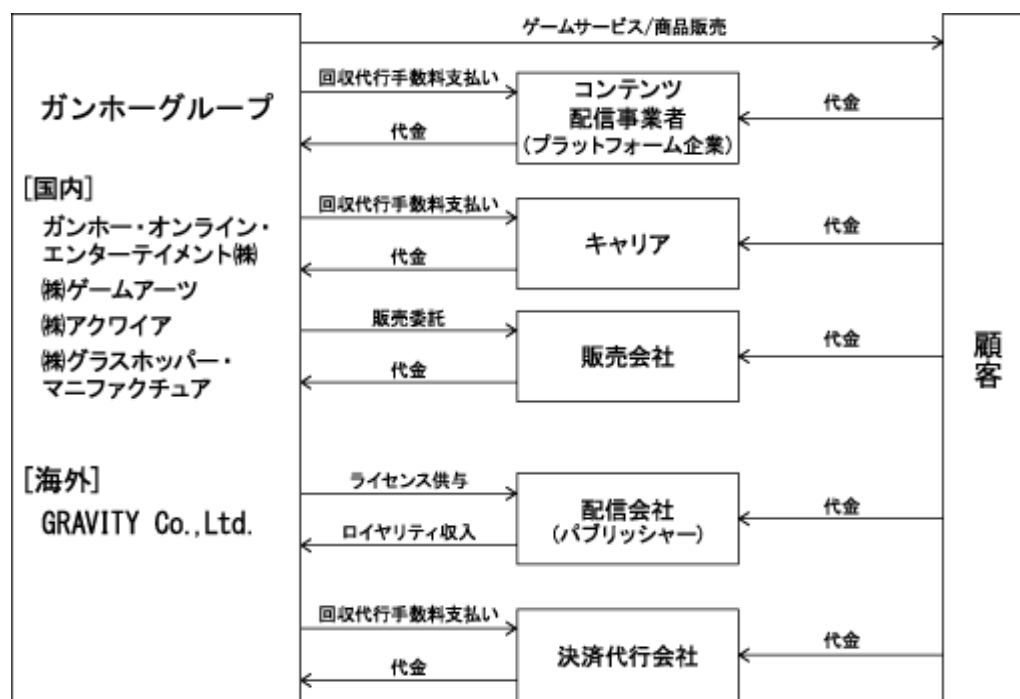 ゲームサービス/商品販売
ガンホーグループ
[国内]
ガンホー・オンライン・
エンターテイメント㈱
㈱ゲームアーツ
㈱アクワイア
㈱グラスホッパー・
マニファクチュア
[海外]
GRAVITY Co.,Ltd.
回収代行手数料支払い
代金
コンテンツ
配信事業者
(プラットフォーム企業)
代金
回収代行手数料支払い
代金
キャリア
代金
販売委託
代金
販売会社
代金
ライセンス供与
ロイヤリティ収入
配信会社
(パブリッシャー)
代金
回収代行手数料支払い
代金
決済代行会社
代金
顧客